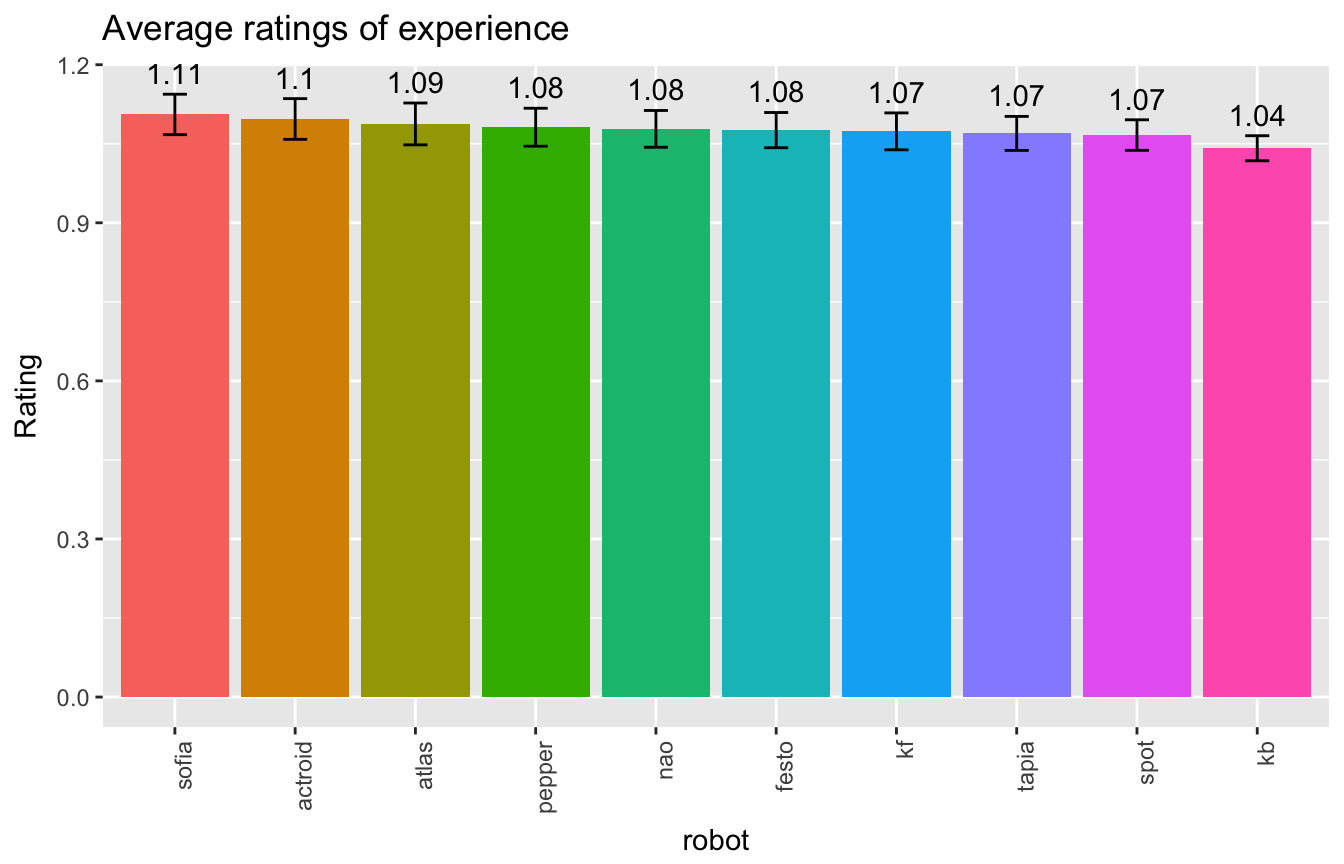 Average ratings of experience
1.2
0.9
0.6
0.3
0.0
Rating
1.11
1.1
1.09
1.08
1.08
1.08
1.07
1.07
1.07
1.04
sofia
actroid
atlas
pepper
nao
festo
kf
tapia
spot
kb
robot